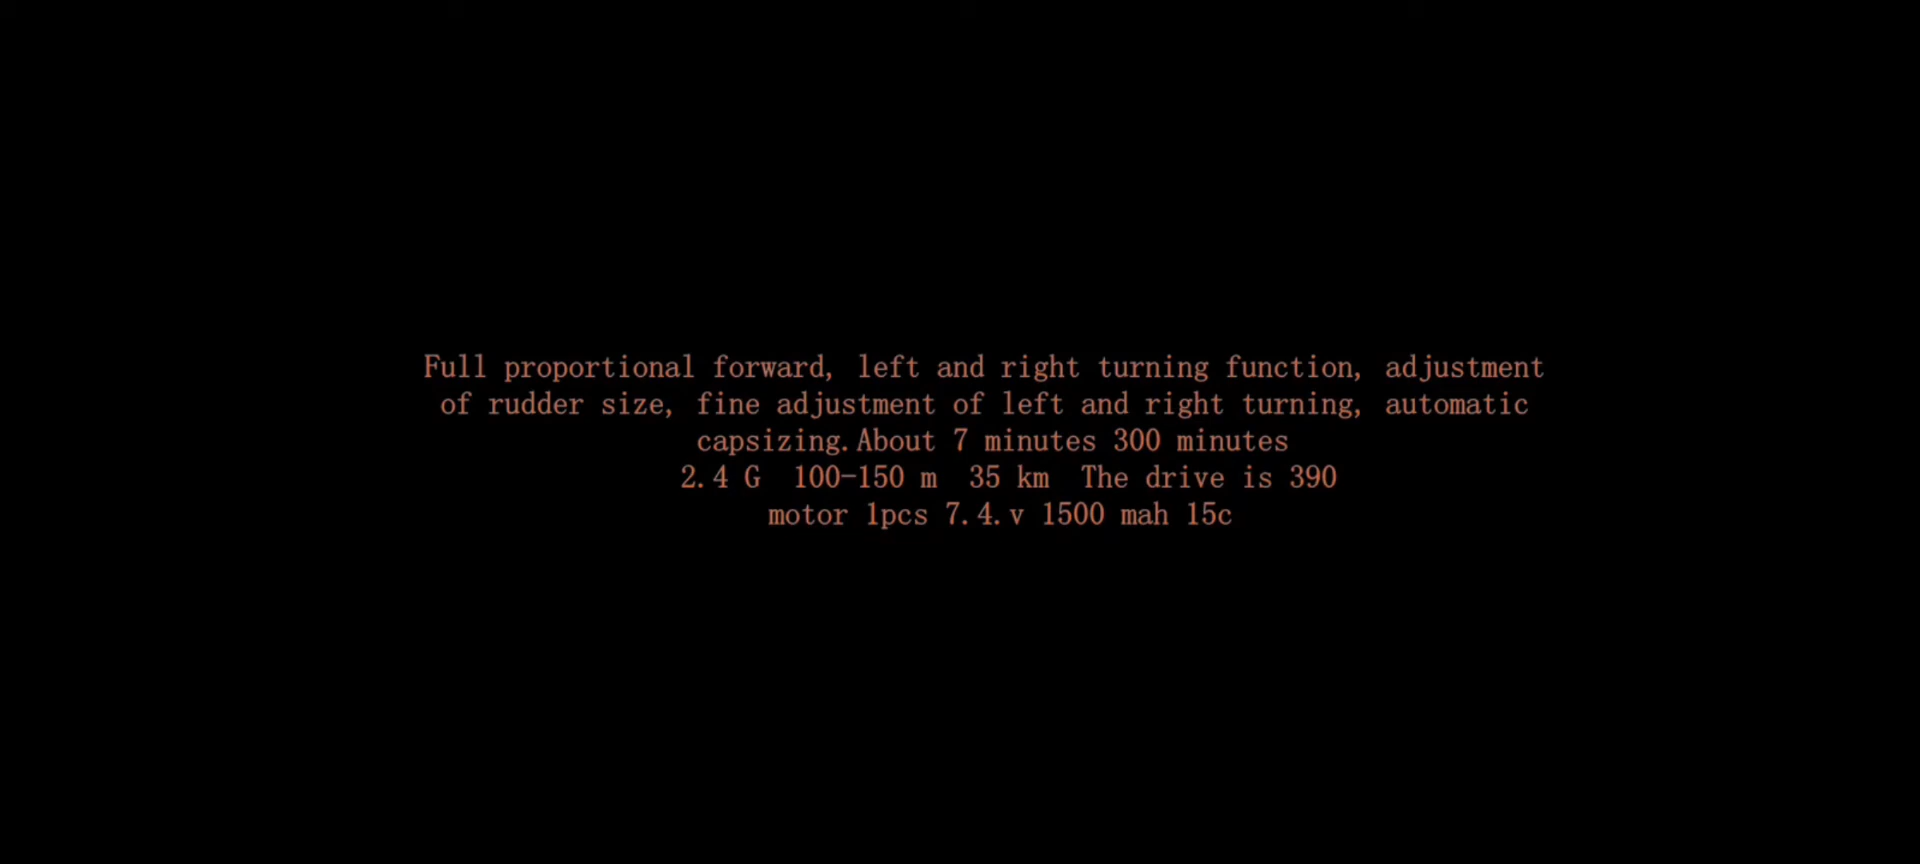 Full proportional forward, left and right turning function, adjustment
of rudder size, fine adjustment of left and right turning, automatic
capsizing.About 7 minutes 300 minutes
2.4 G 100-150 m 35 km The drive is 390
motor 1pcs 7.4.v 1500 mah 15c